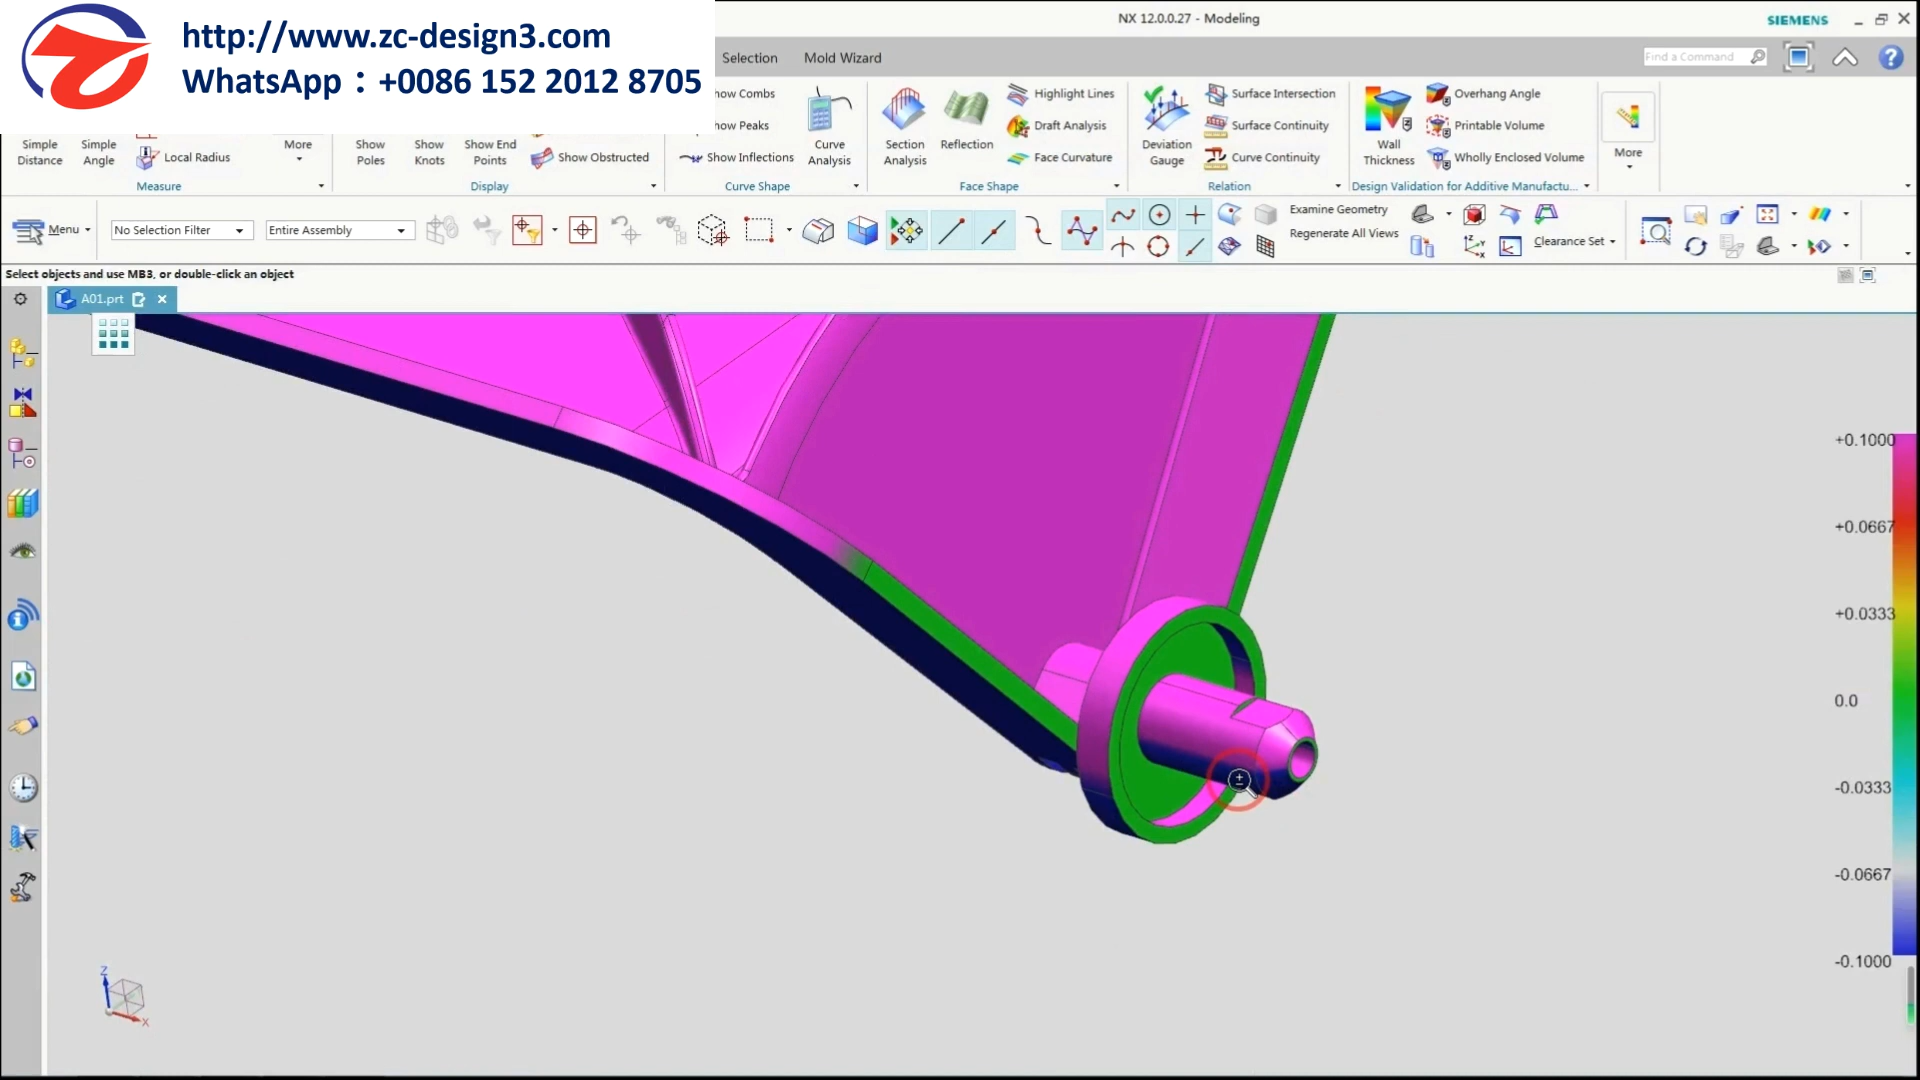 http://www.zc-design3.com
WhatsApp：+0086 152 2012 8705
NX 12.0.0.27 - Modeling
SIEMENS
Selection
Mold Wizard
Find a Command
Simple Distance
Simple Angle
Local Radius
More
Measure
Show Poles
Show Knots
Show End Points
Show Obstructed
Display
how Combs
how Peaks
Show Inflections
Curve Analysis
Curve Shape
Section Analysis
Reflection
Highlight Lines
Draft Analysis
Face Curvature
Face Shape
Deviation Gauge
Surface Intersection
Surface Continuity
Curve Continuity
Relation
Wall Thickness
Overhang Angle
Printable Volume
Wholly Enclosed Volume
Design Validation for Additive Manufactu...
More
Menu
No Selection Filter
Entire Assembly
Examine Geometry
Regenerate All Views
Clearance Set
Select objects and use MB3, or double-click an object
A01.prt
+0.1000
+0.0667
+0.0333
0.0
-0.0333
-0.0667
-0.1000
Z
X